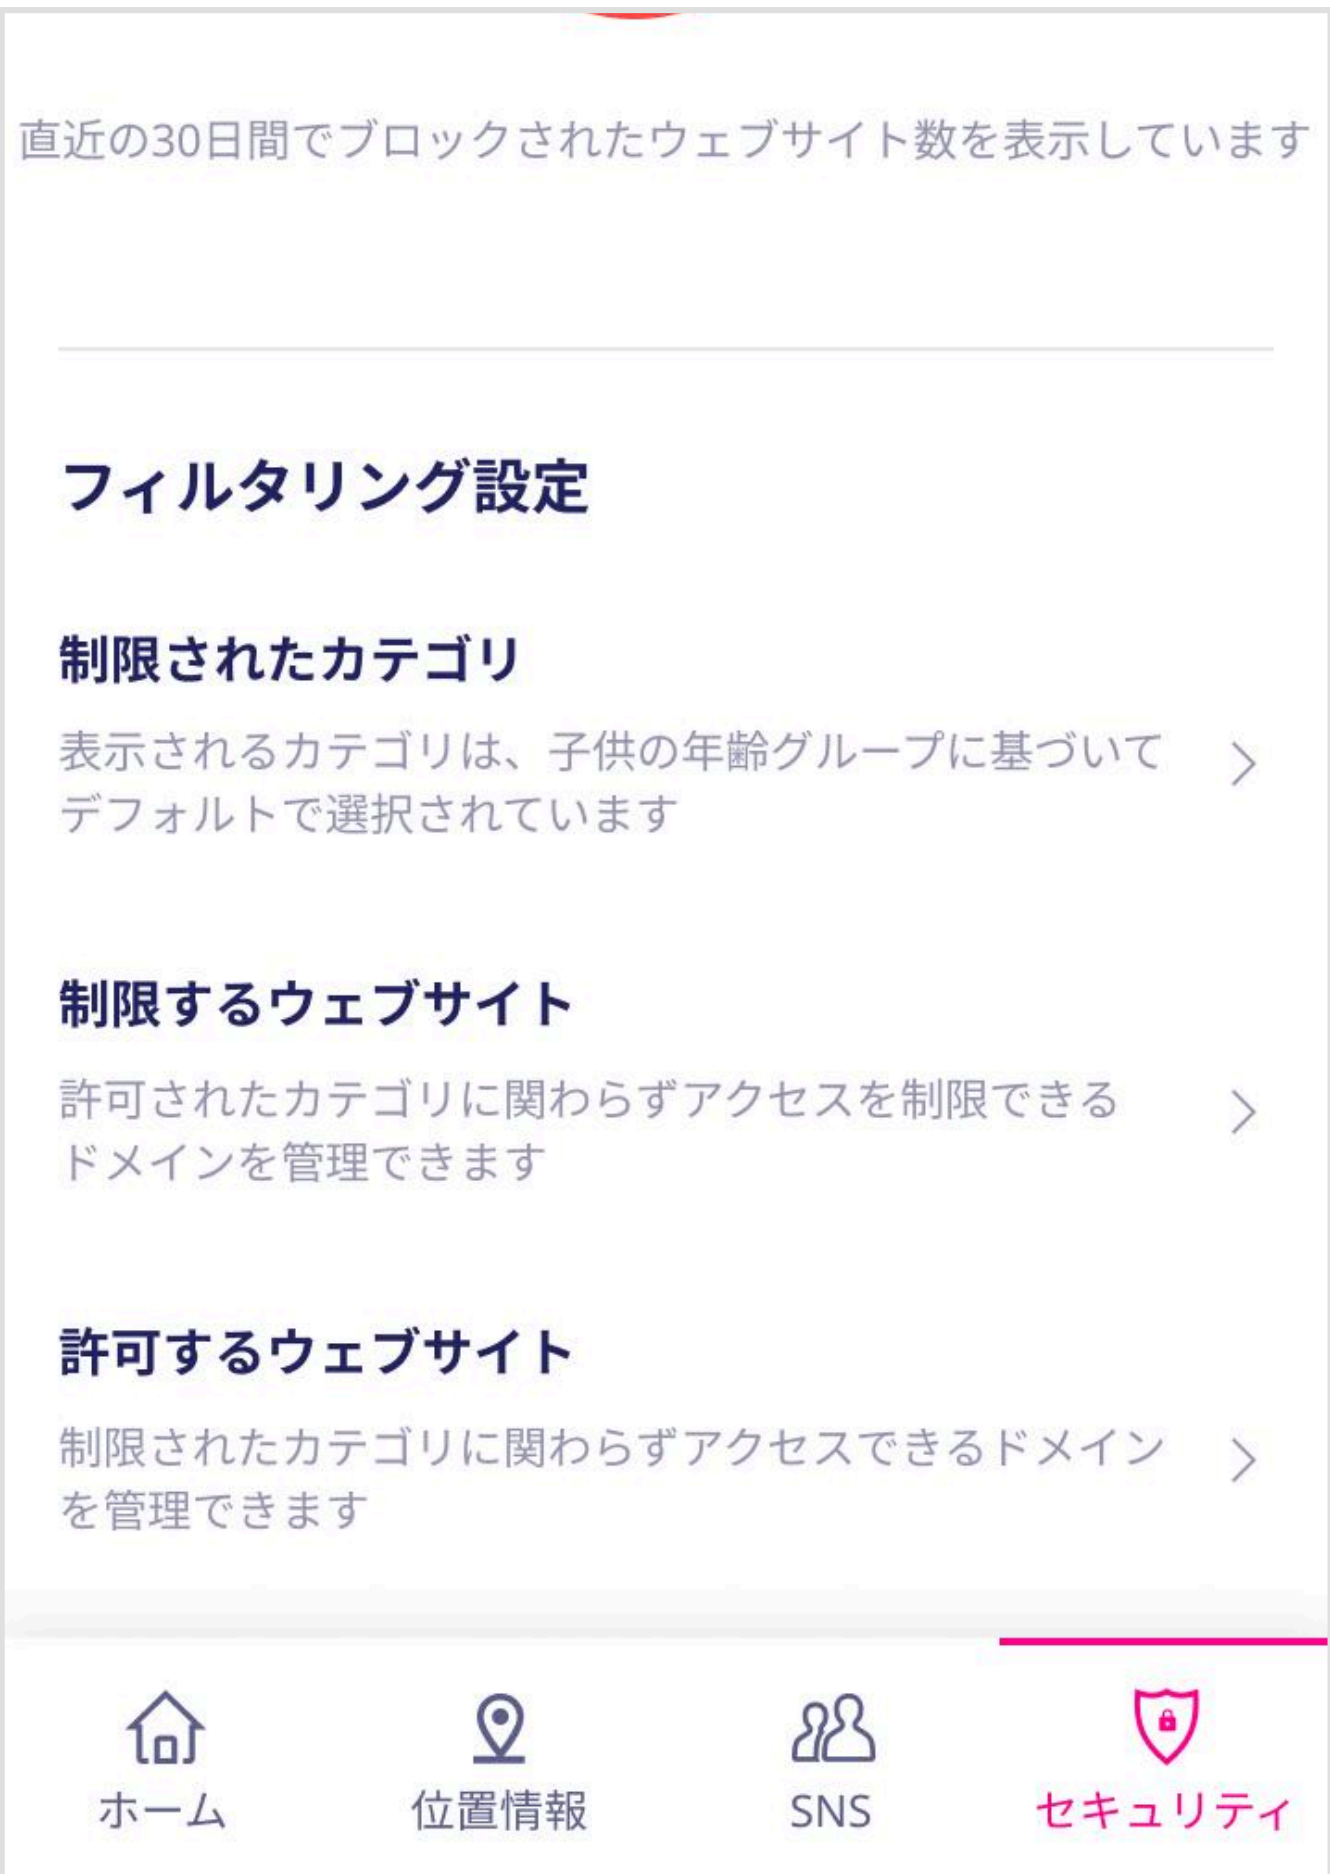 直近の30日間でブロックされたウェブサイト数を表示しています
フィルタリング設定
制限されたカテゴリ
表示されるカテゴリは、子供の年齢グループに基づいて
デフォルトで選択されています
制限するウェブサイト
許可されたカテゴリに関わらずアクセスを制限できる
ドメインを管理できます
許可するウェブサイト
制限されたカテゴリに関わらずアクセスできるドメイン
を管理できます
ホーム
位置情報
SNS
セキュリティ